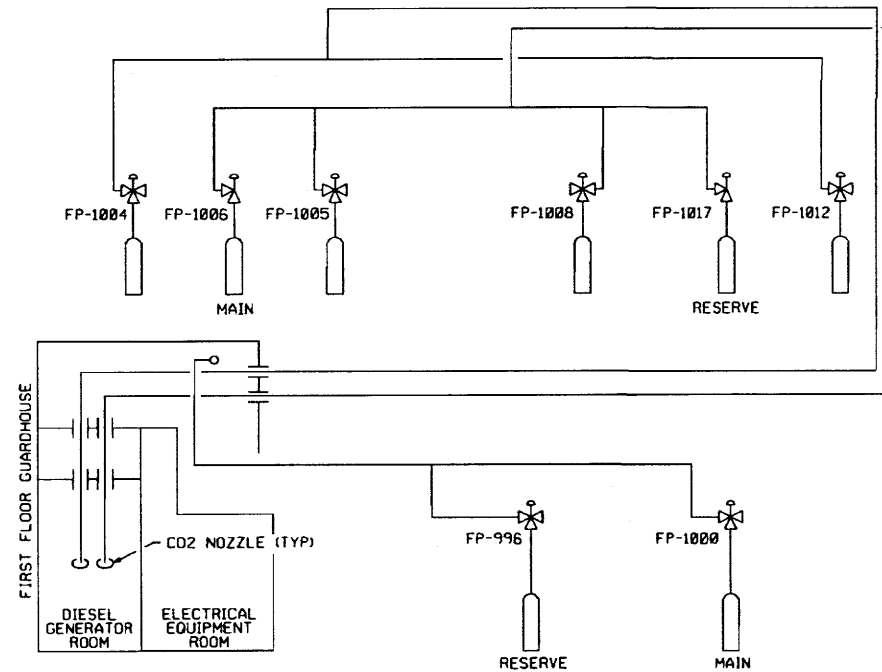 FP-1004
FP-1006
FP-1005
FP-1008
FP-1017
FP-1012
MAIN
RESERVE
FIRST FLOOR GUARDHOUSE
CO2 NOZZLE (TYP)
FP-996
FP-1000
DIESEL
GENERATOR
ROOM
ELECTRICAL
EQUIPMENT
ROOM
RESERVE
MAIN